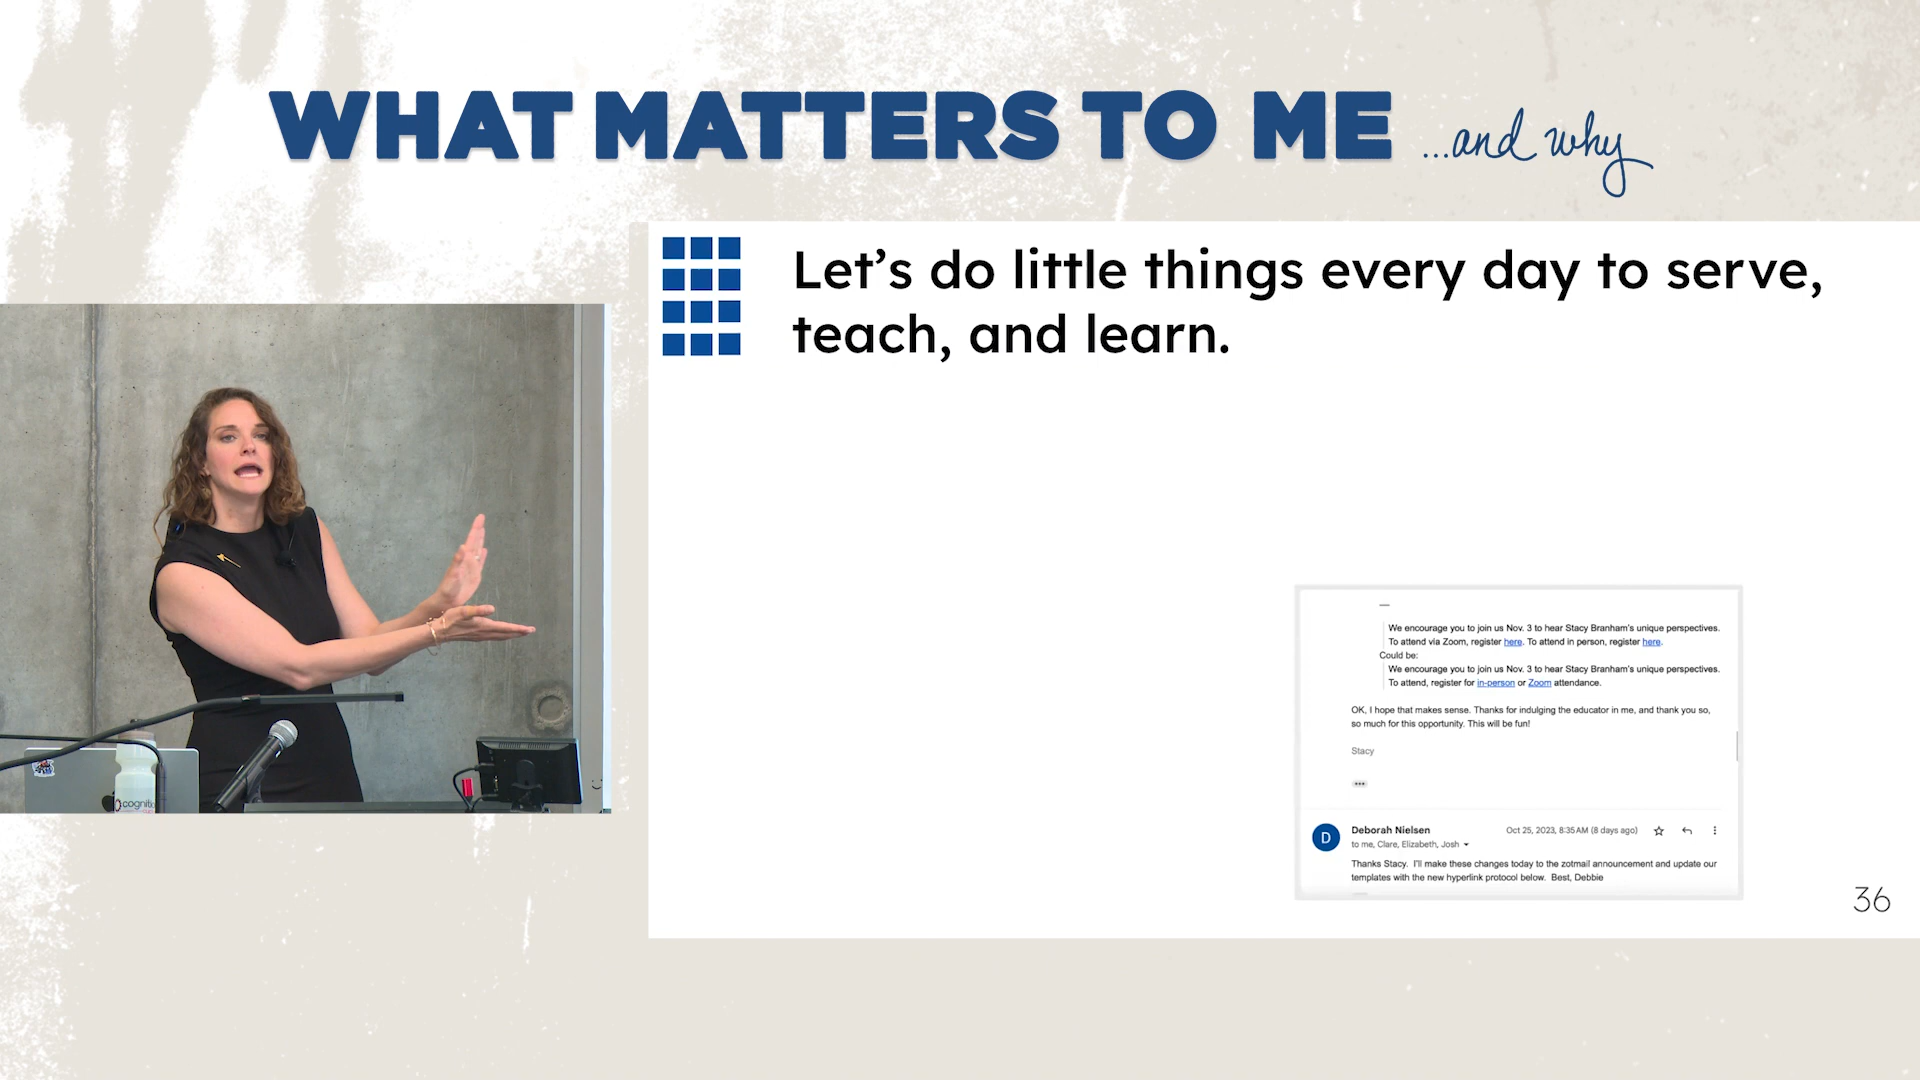 WHAT MATTERS TO ME ...and why
Let’s do little things every day to serve,
teach, and learn.
We encourage you to join us Nov. 3 to hear Stacy Branham's unique perspectives.
To attend via Zoom, register here. To attend in person, register here.
Could be:
We encourage you to join us Nov. 3 to hear Stacy Branham's unique perspectives.
To attend, register for in-person or Zoom attendance.
OK, I hope that makes sense. Thanks for indulging the educator in me, and thank you so,
so much for this opportunity. This will be fun!
Stacy
D
Deborah Nielsen
Oct 25, 2023, 8:35 AM (8 days ago)
to me, Clare, Elizabeth, Josh
Thanks Stacy. I'll make these changes today to the zotmail announcement and update our
templates with the new hyperlink protocol below. Best, Debbie
36